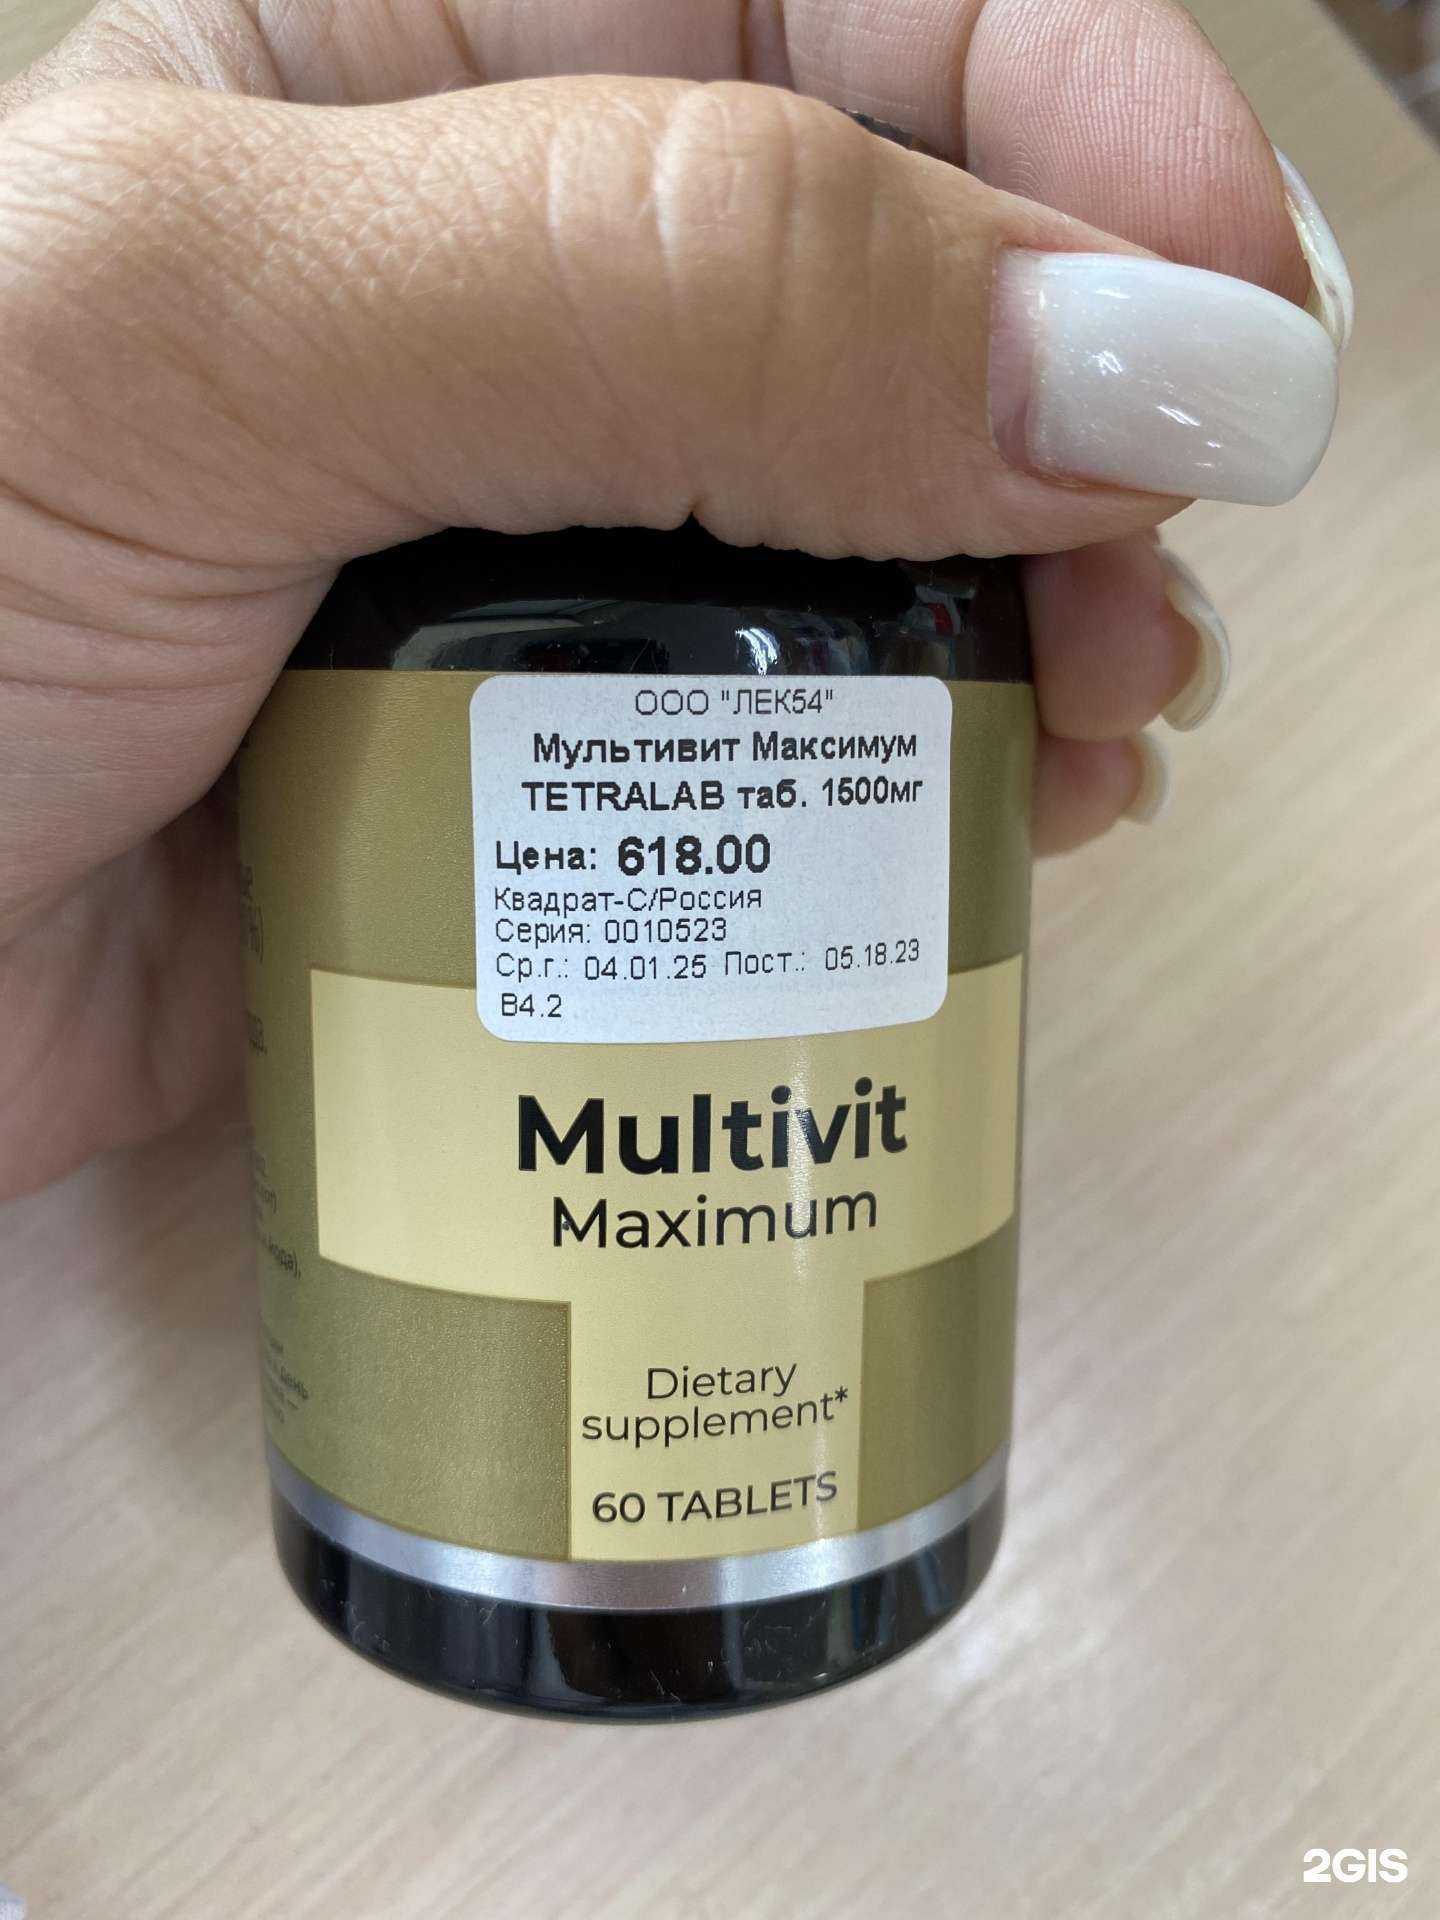 ООО "ЛЕК54"
Мультивит Максимум
TETRALAB таб. 1500мг
Цена: 618.00
Квадрат-С/Россия
Серия: 0010523
Ср.г.: 04.01.25 Пост.: 05.18.23
В4.2
Multivit
Maximum
Dietary
supplement*
60 TABLETS
день
2GIS